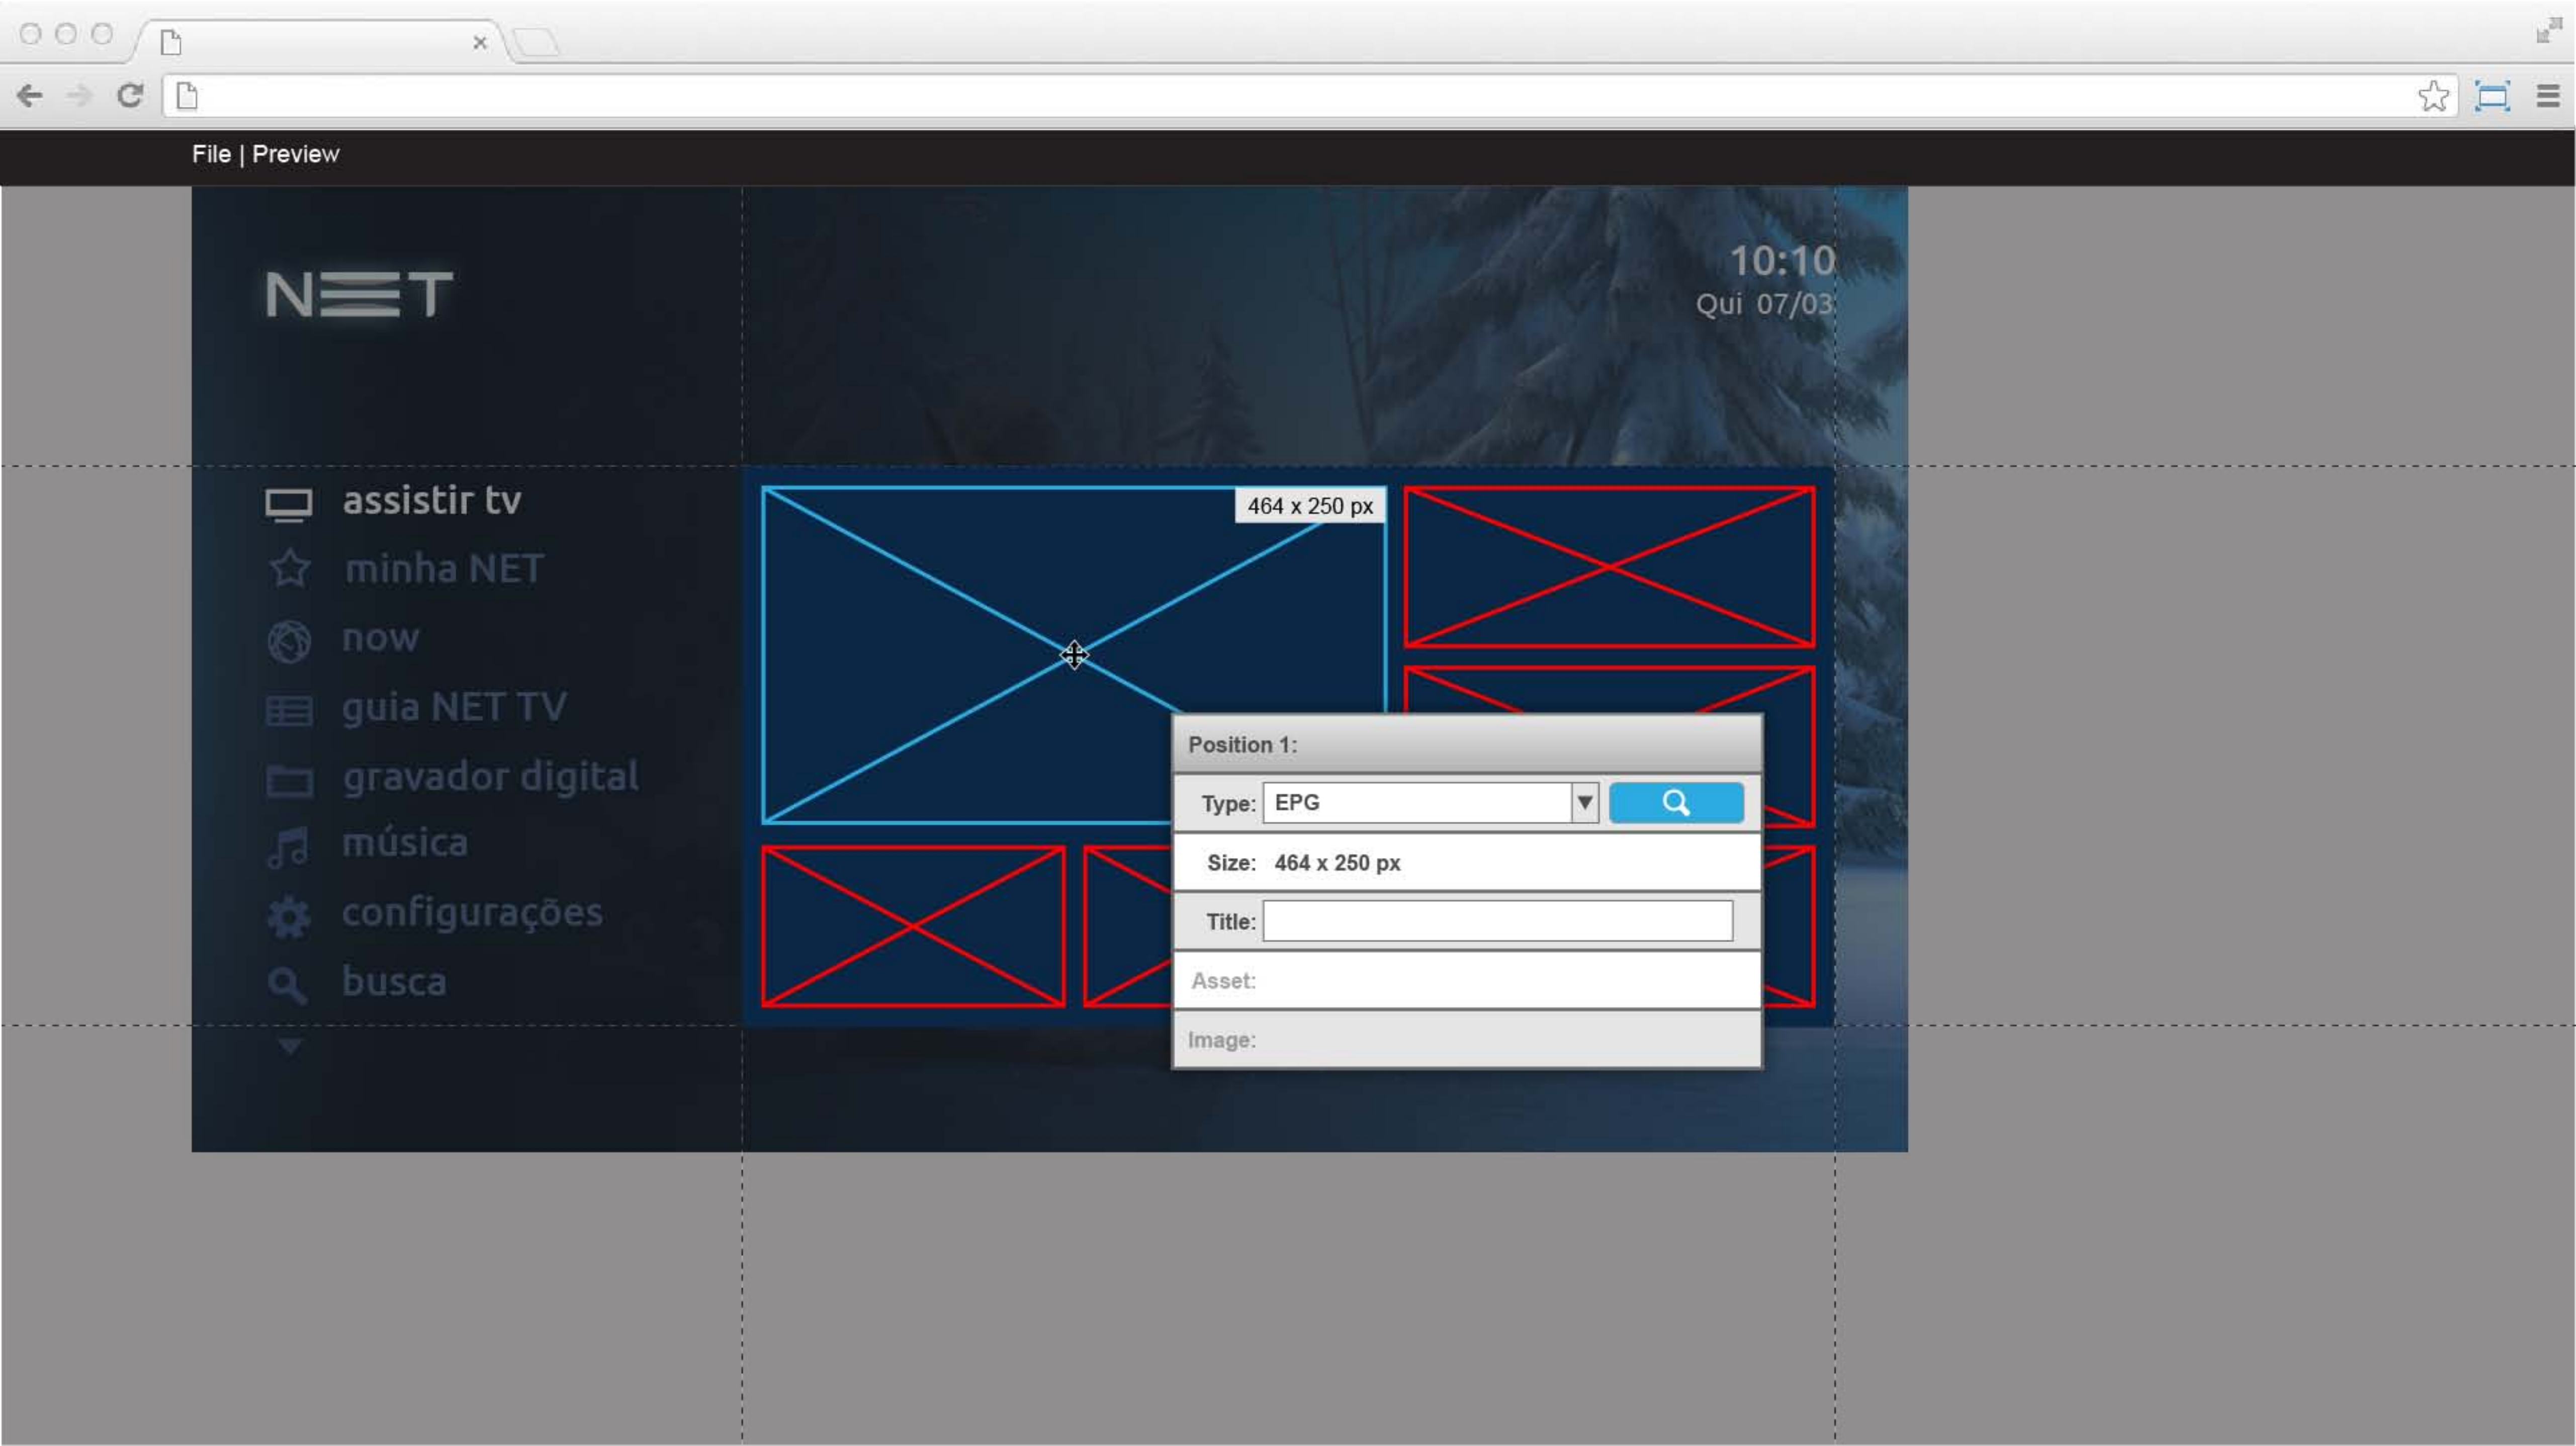 File | Preview
NET
10:10
Qui 07/03
assistir tv
minha NET
now
guia NET TV
gravador digital
música
configurações
busca
464 x 250 px
Position 1:
Type: EPG
Size: 464 x 250 px
Title:
Asset:
Image: